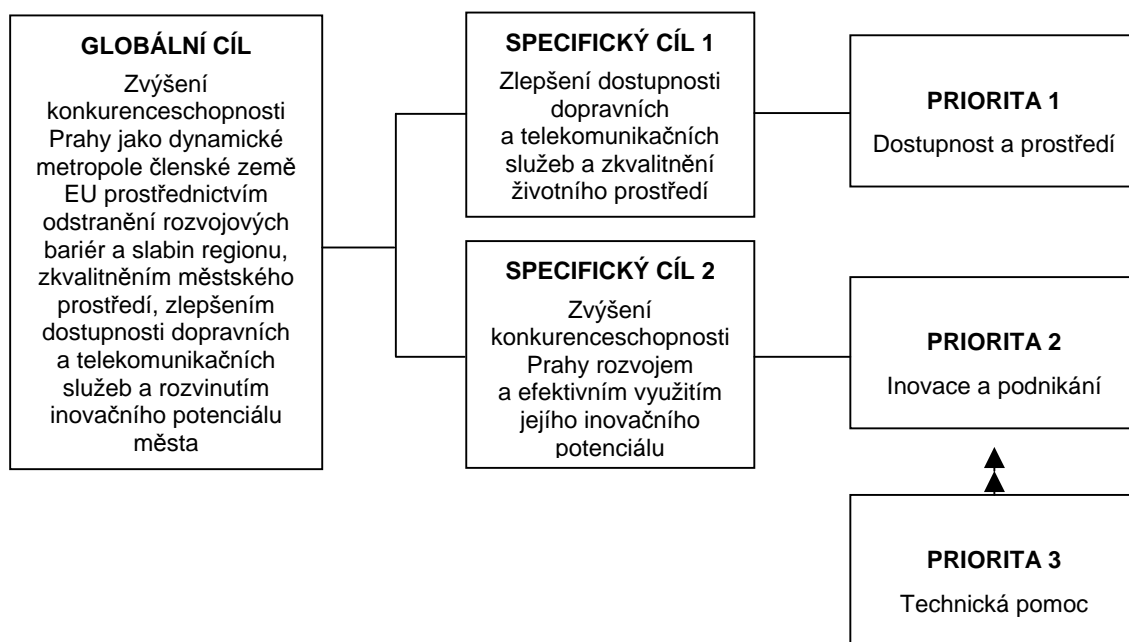 GLOBÁLNÍ CÍL
Zvýšení
konkurenceschopnosti
Prahy jako dynamické
metropole členské země
EU prostřednictvím
odstranění rozvojových
bariér a slabin regionu,
zkvalitněním městského
prostředí, zlepšením
dostupnosti dopravních
a telekomunikačních
služeb a rozvinutím
inovačního potenciálu
města
SPECIFICKÝ CÍL 1
Zlepšení dostupnosti
dopravních
a telekomunikačních
služeb a zkvalitnění
životního prostředí
SPECIFICKÝ CÍL 2
Zvýšení
konkurenceschopnosti
Prahy rozvojem
a efektivním využitím
jejího inovačního
potenciálu
PRIORITA 1
Dostupnost a prostředí
PRIORITA 2
Inovace a podnikání
PRIORITA 3
Technická pomoc